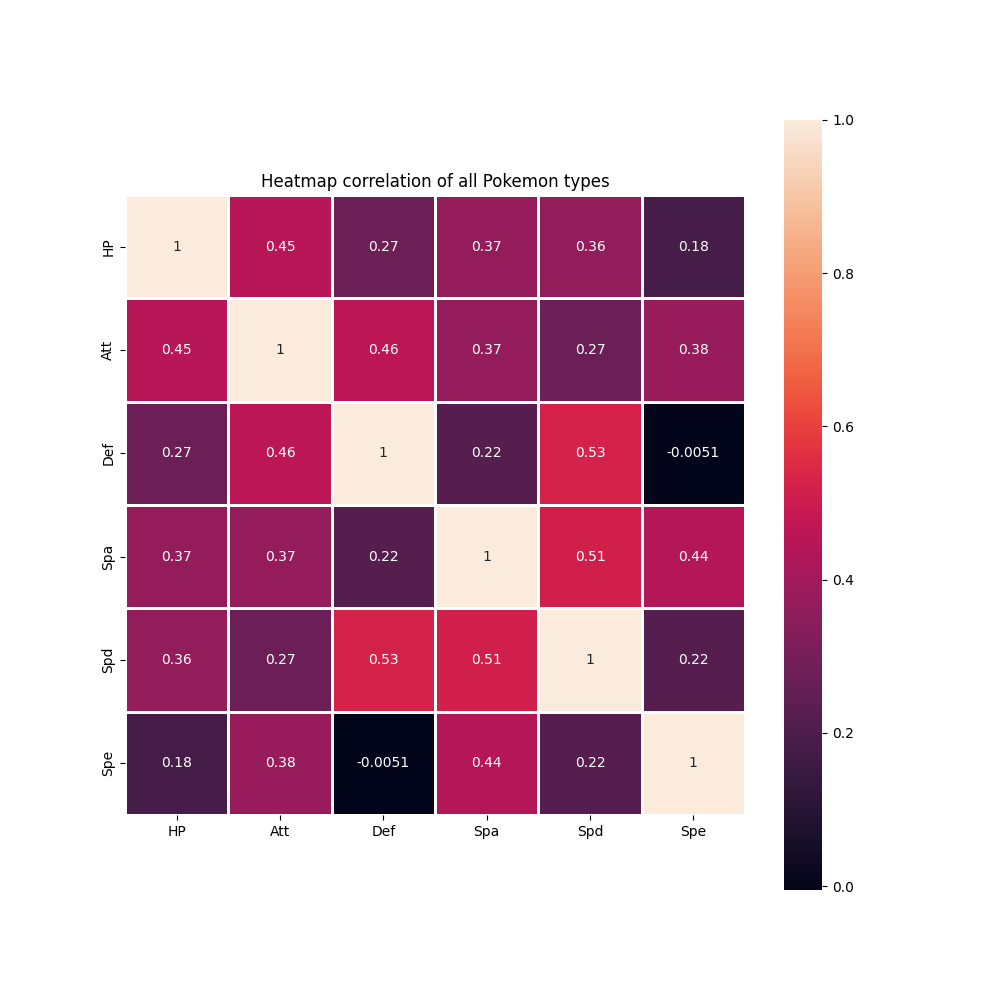 Heatmap correlation of all Pokemon types
HP 1 0.45 0.27 0.37 0.36 0.18
Att 0.45 1 0.46 0.37 0.27 0.38
Def 0.27 0.46 1 0.22 0.53 -0.0051
Spa 0.37 0.37 0.22 1 0.51 0.44
Spd 0.36 0.27 0.53 0.51 1 0.22
Spe 0.18 0.38 -0.0051 0.44 0.22 1
HP Att Def Spa Spd Spe
1.0
0.8
0.6
0.4
0.2
0.0